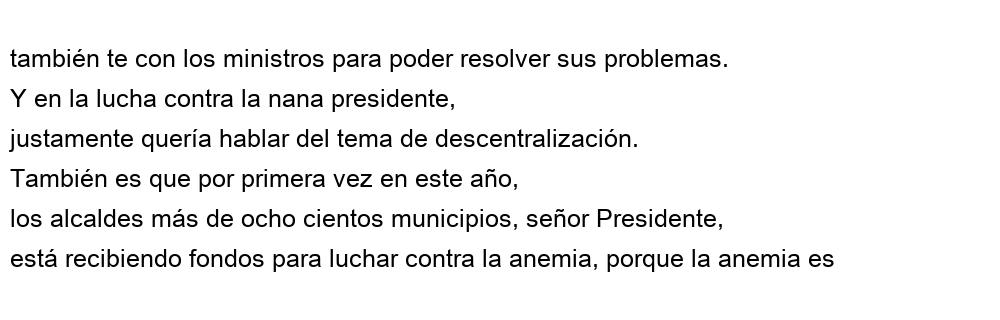 también te con los ministros para poder resolver sus problemas.
Y en la lucha contra la nana presidente,
justamente quería hablar del tema de descentralización.
También es que por primera vez en este año,
los alcaldes más de ocho cientos municipios, señor Presidente,
está recibiendo fondos para luchar contra la anemia, porque la anemia es